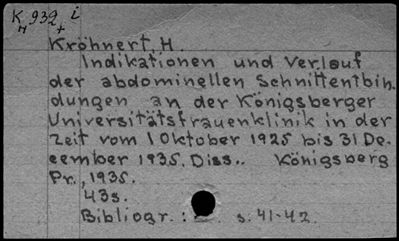 K 932 i
H +
Kröhnert, H.
Indikationen und Verlauf
der abdominellen Schnittentbin.
dungen an der Königsberger
Universitätsfrauenklinik in der
Zeit vom 1 Oktober 1925 bis 31 De-
cember 1935. Diss.. Königsberg
Pr., 1935.
43s.
Bibliogr.: s. 41-42.